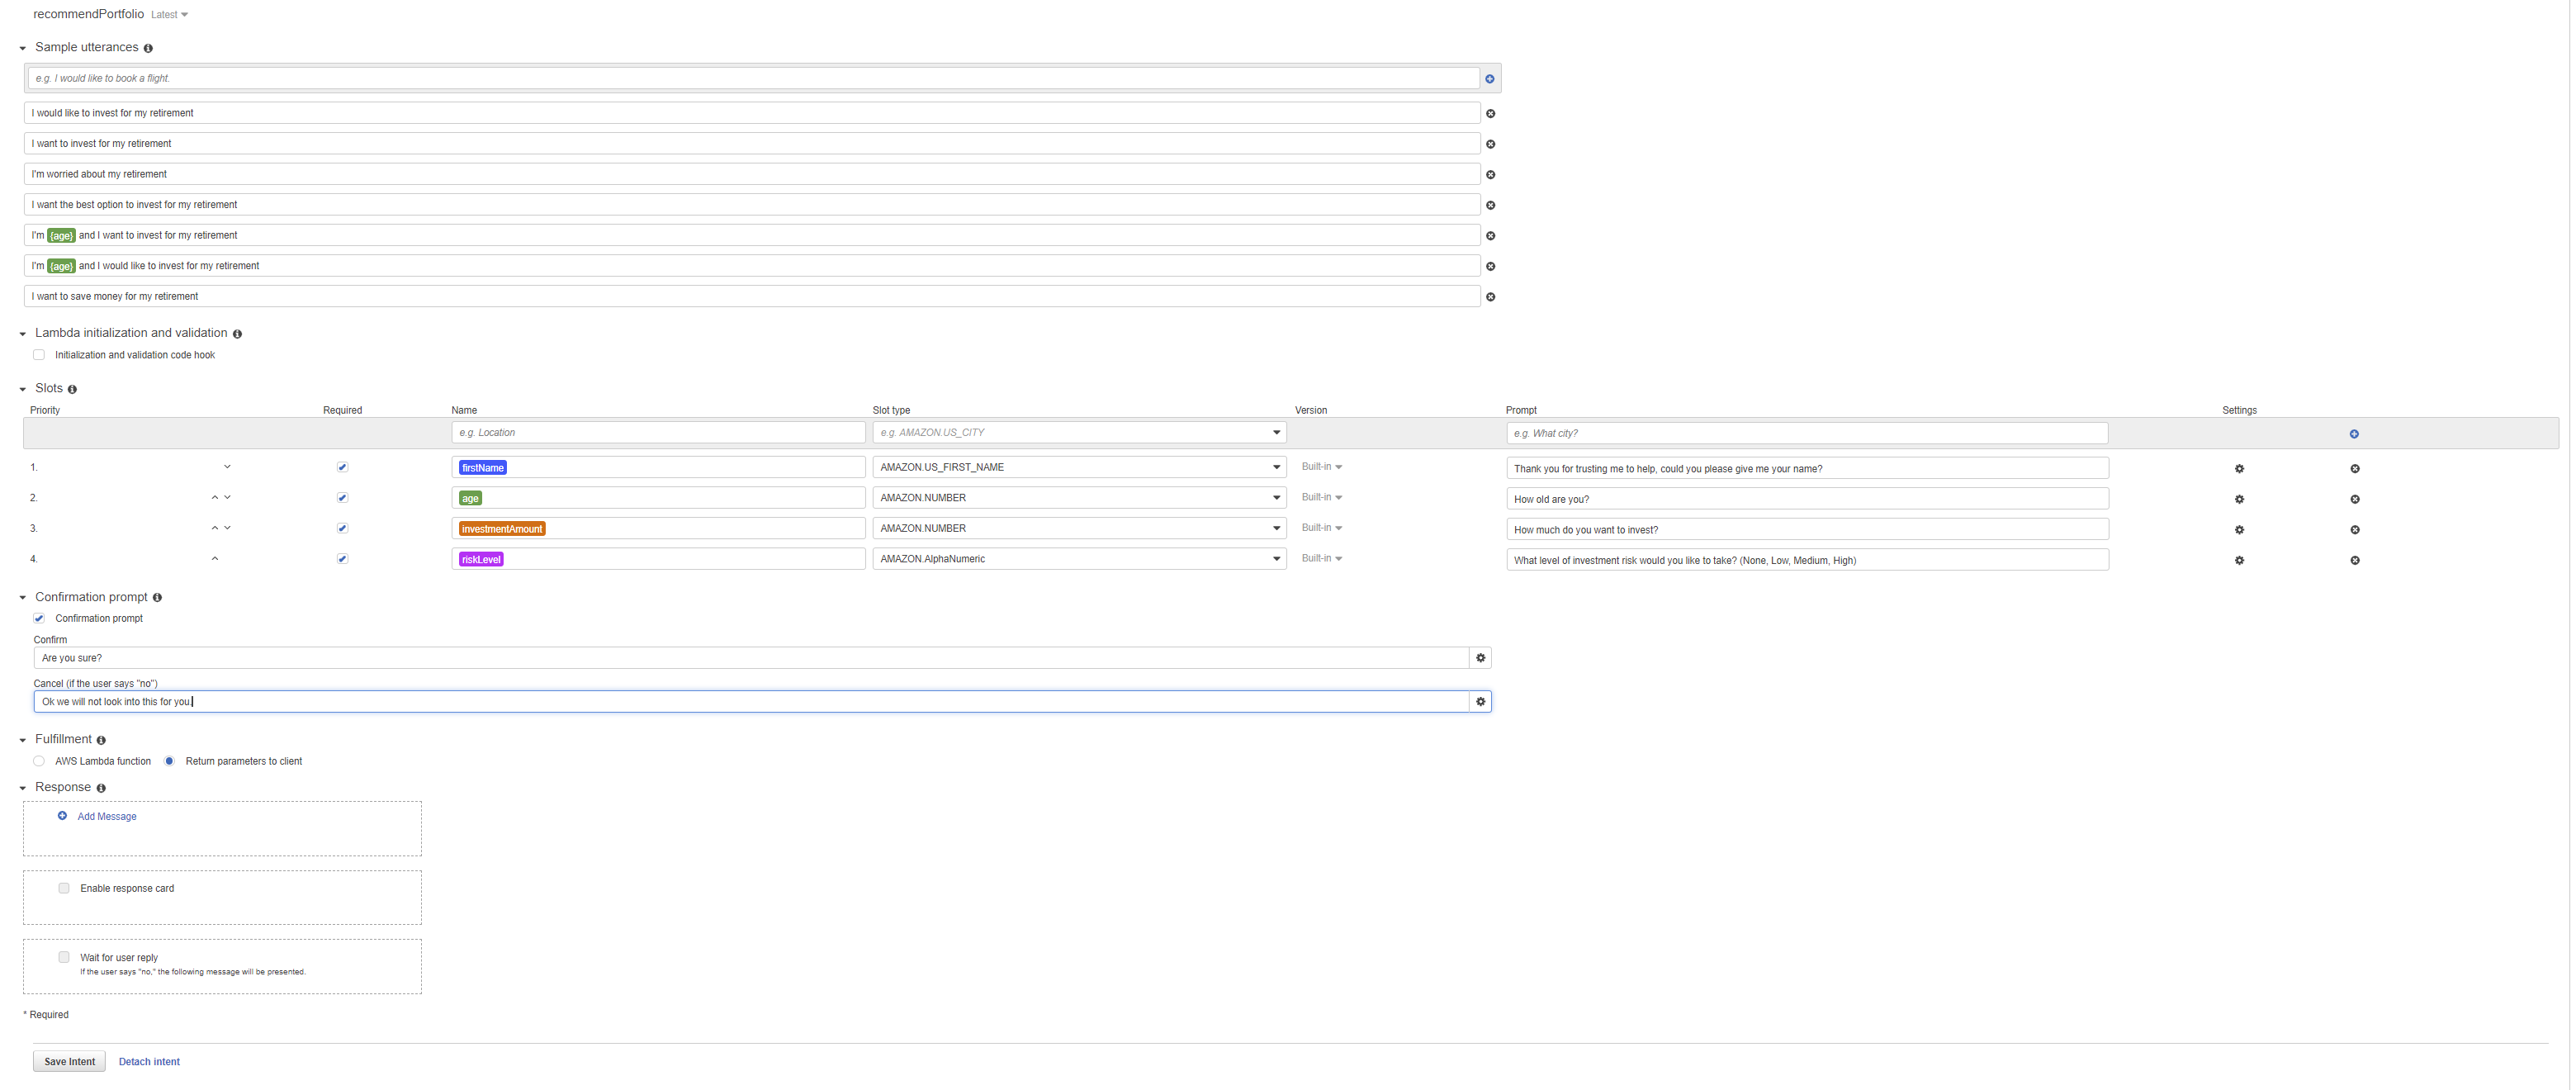 recommendPortfolio Latest
Sample utterances
e.g. I would like to book a flight.
I would like to invest for my retirement
I want to invest for my retirement
I'm worried about my retirement
I want the best option to invest for my retirement
I'm {age} and I want to invest for my retirement
I'm {age} and I would like to invest for my retirement
I want to save money for my retirement
Lambda initialization and validation
Initialization and validation code hook
Slots
Priority Required Name Slot type Version Prompt Settings
e.g. Location e.g. AMAZON.US_CITY e.g. What city?
1. firstName AMAZON.US_FIRST_NAME Built-in Thank you for trusting me to help, could you please give me your name?
2. age AMAZON.NUMBER Built-in How old are you?
3. investmentAmount AMAZON.NUMBER Built-in How much do you want to invest?
4. riskLevel AMAZON.AlphaNumeric Built-in What level of investment risk would you like to take? (None, Low, Medium, High)
Confirmation prompt
Confirmation prompt
Confirm
Are you sure?
Cancel (if the user says "no")
Ok we will not look into this for you.
Fulfillment
AWS Lambda function Return parameters to client
Response
Add Message
Enable response card
Wait for user reply
If the user says "no," the following message will be presented.
* Required
Save Intent Detach intent